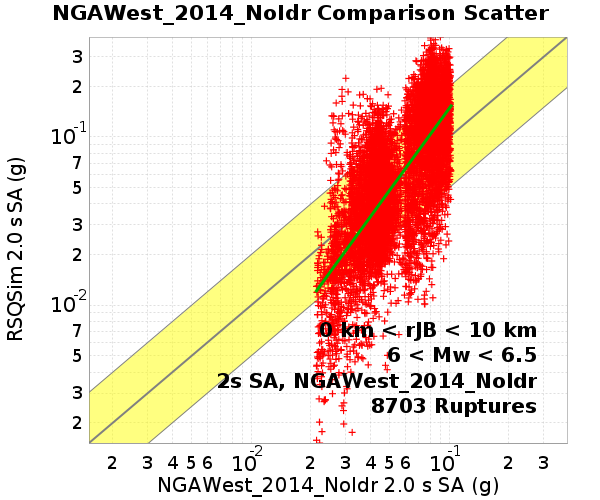 NGAWest_2014_NoIdr Comparison Scatter
3
2
10-1
7
5
3
2
10-2
7
5
3
2
RSQSim 2.0 s SA (g)
0 km < rJB < 10 km
6 < Mw < 6.5
2s SA, NGAWest_2014_NoIdr
8703 Ruptures
2 3 4 5 6 10-2 2 3 4 5 6 10-1 2 3
NGAWest_2014_NoIdr 2.0 s SA (g)